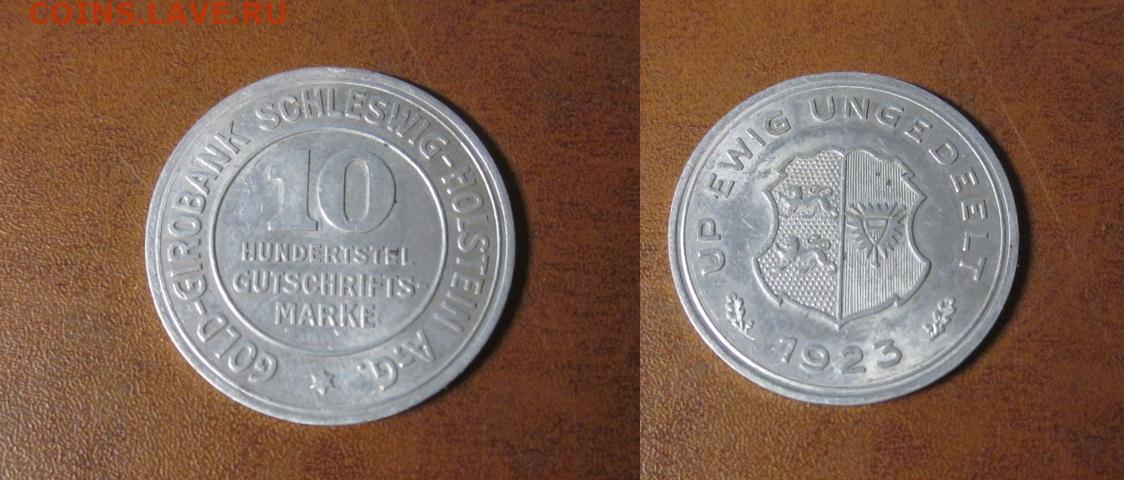 COINS.LAVE.RU
GOLD-GIROBANK SCHLESWIG-HOLSTEIN A.G.
10
HUNDERTSTEL
GUTSCHRIFTS-
MARKE
UP EWIG UNGEDEELT
1923